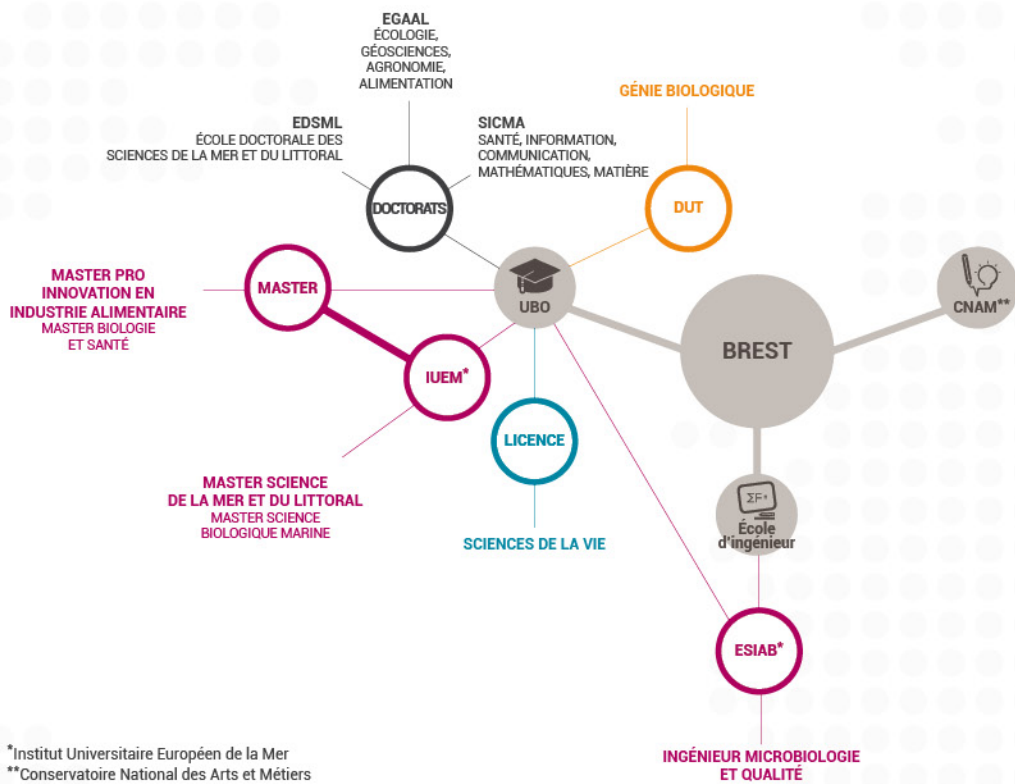 EGAAL
ÉCOLOGIE,
GÉOSCIENCES,
AGRONOMIE,
ALIMENTATION
EDSML
ÉCOLE DOCTORALE DES
SCIENCES DE LA MER ET DU LITTORAL
SICMA
SANTÉ, INFORMATION,
COMMUNICATION,
MATHÉMATIQUES, MATIÈRE
GÉNIE BIOLOGIQUE
DOCTORATS
DUT
MASTER PRO
INNOVATION EN
INDUSTRIE ALIMENTAIRE
MASTER BIOLOGIE
ET SANTÉ
MASTER
UBO
CNAM**
BREST
IUEM*
LICENCE
MASTER SCIENCE
DE LA MER ET DU LITTORAL
MASTER SCIENCE
BIOLOGIQUE MARINE
SCIENCES DE LA VIE
ΣF+
École
d'ingénieur
ESIAB*
INGÉNIEUR MICROBIOLOGIE
ET QUALITÉ
*Institut Universitaire Européen de la Mer
**Conservatoire National des Arts et Métiers